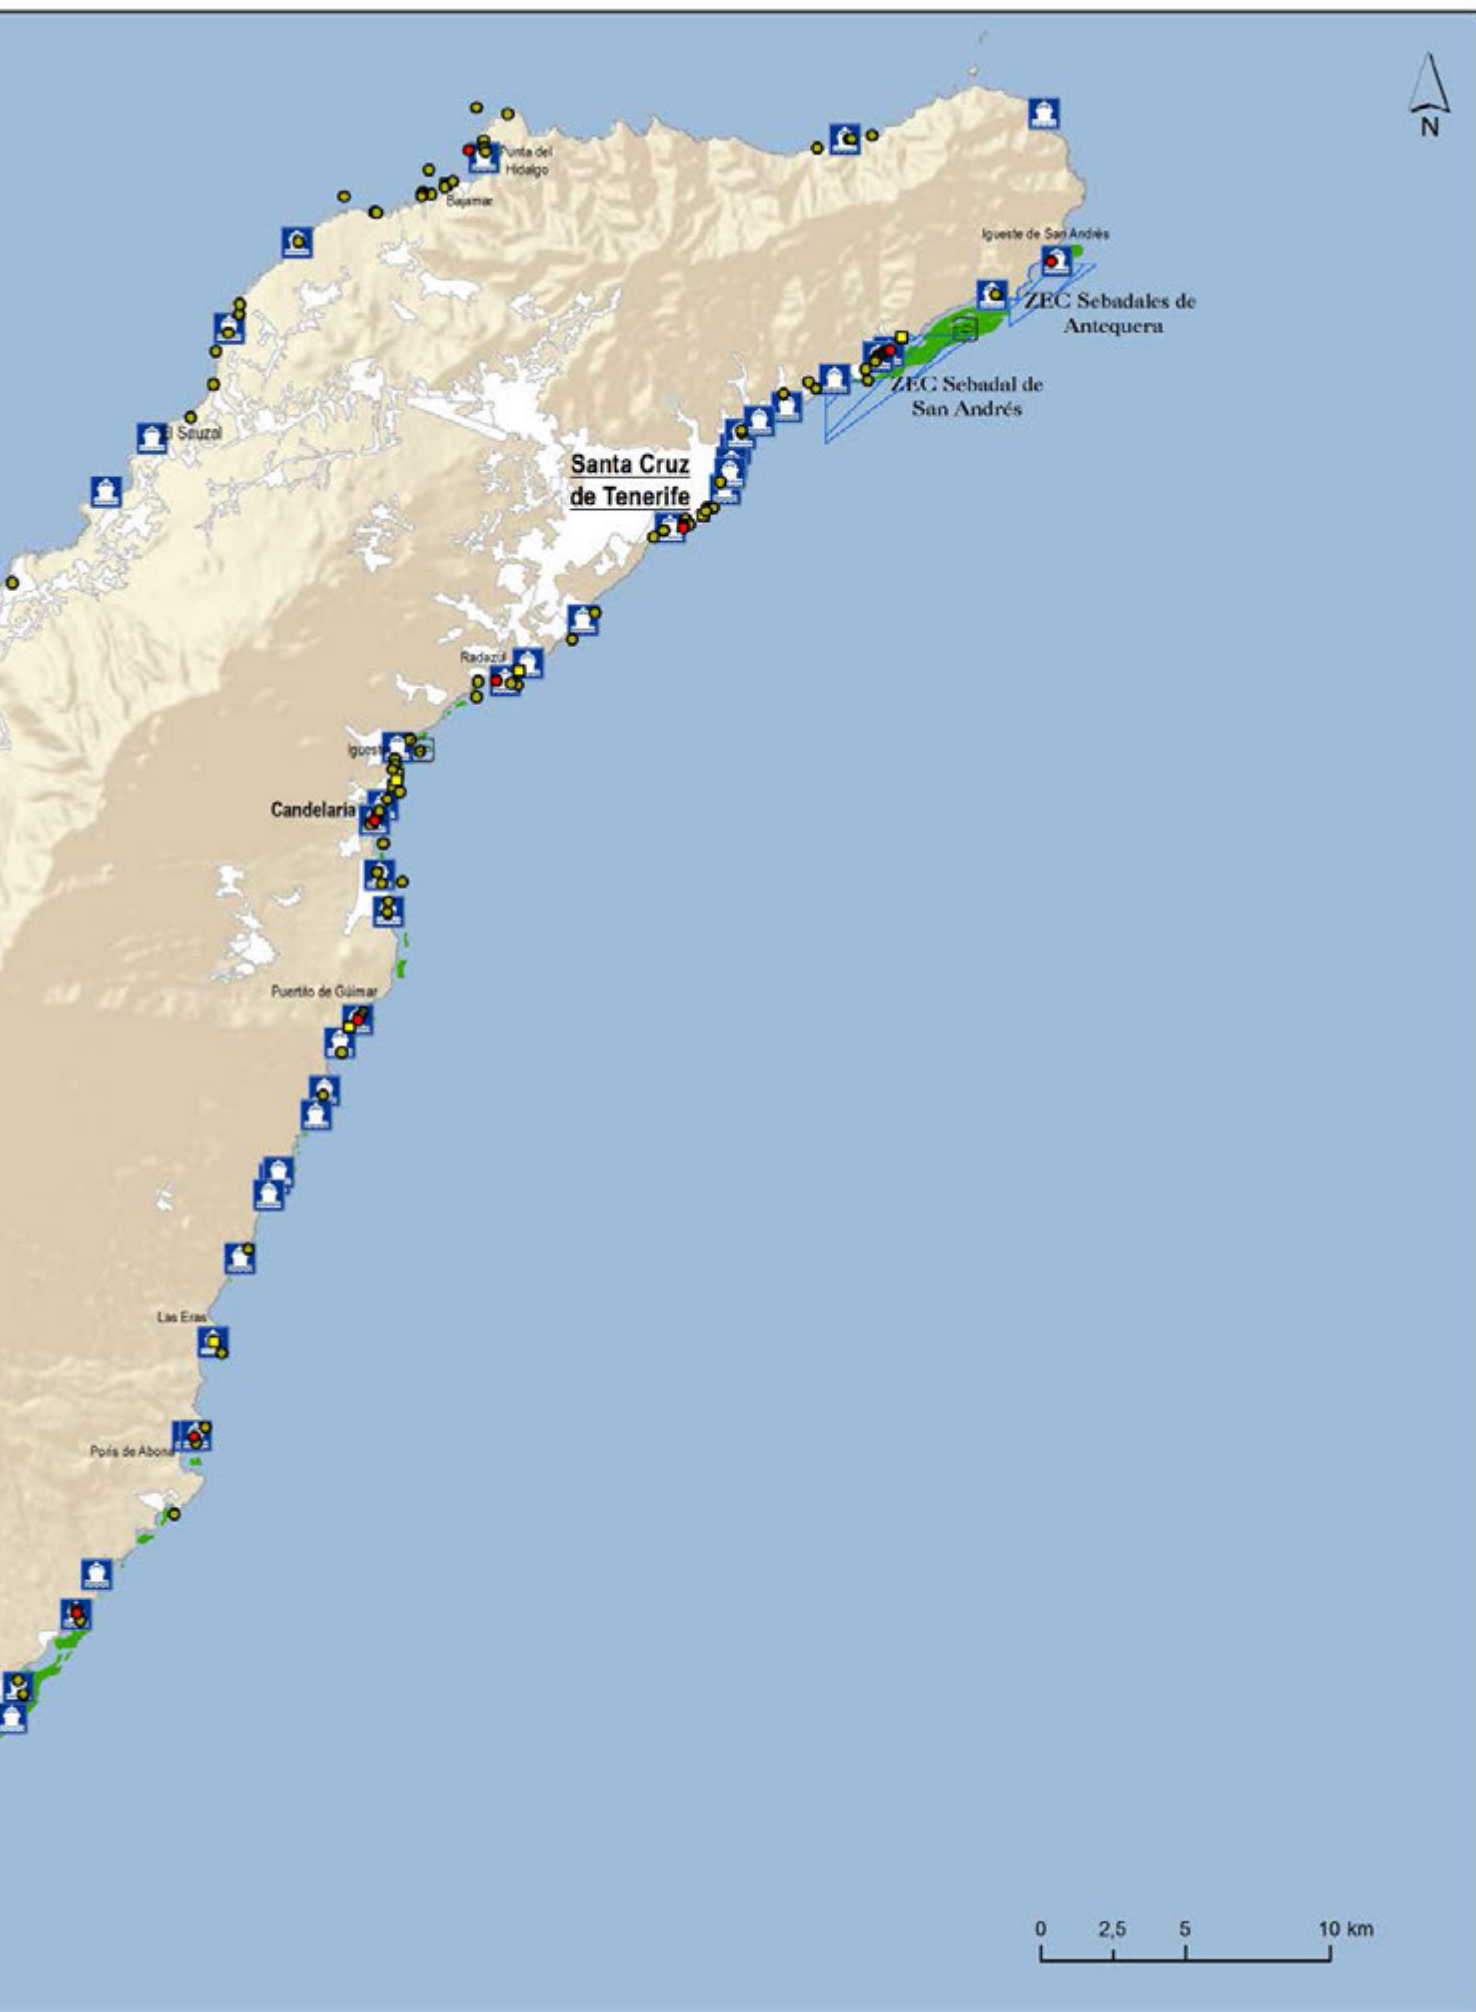 N
Punta del
Hidalgo
Bajamar
Igueste de San Andrés
ZEC Sebadales de
Antequera
ZEC Sebadal de
San Andrés
El Sauzal
Santa Cruz
de Tenerife
Radazul
Candelaria
Puertito de Güímar
Las Eras
Porís de Abona
0 2,5 5 10 km